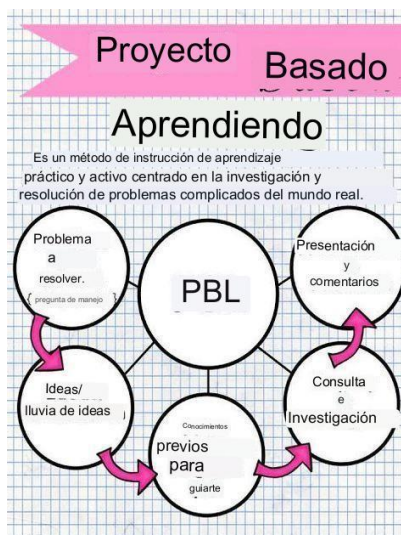 Proyecto
Basado
Aprendiendo
Es un método de instrucción de aprendizaje
práctico y activo centrado en la investigación y
resolución de problemas complicados del mundo real.
Problema
a
resolver.
{ pregunta de manejo }
PBL
Presentación
y
comentarios
Ideas/
lluvia de ideas
Conocimientos
previos
para
guiarte
Consulta
e
Investigación